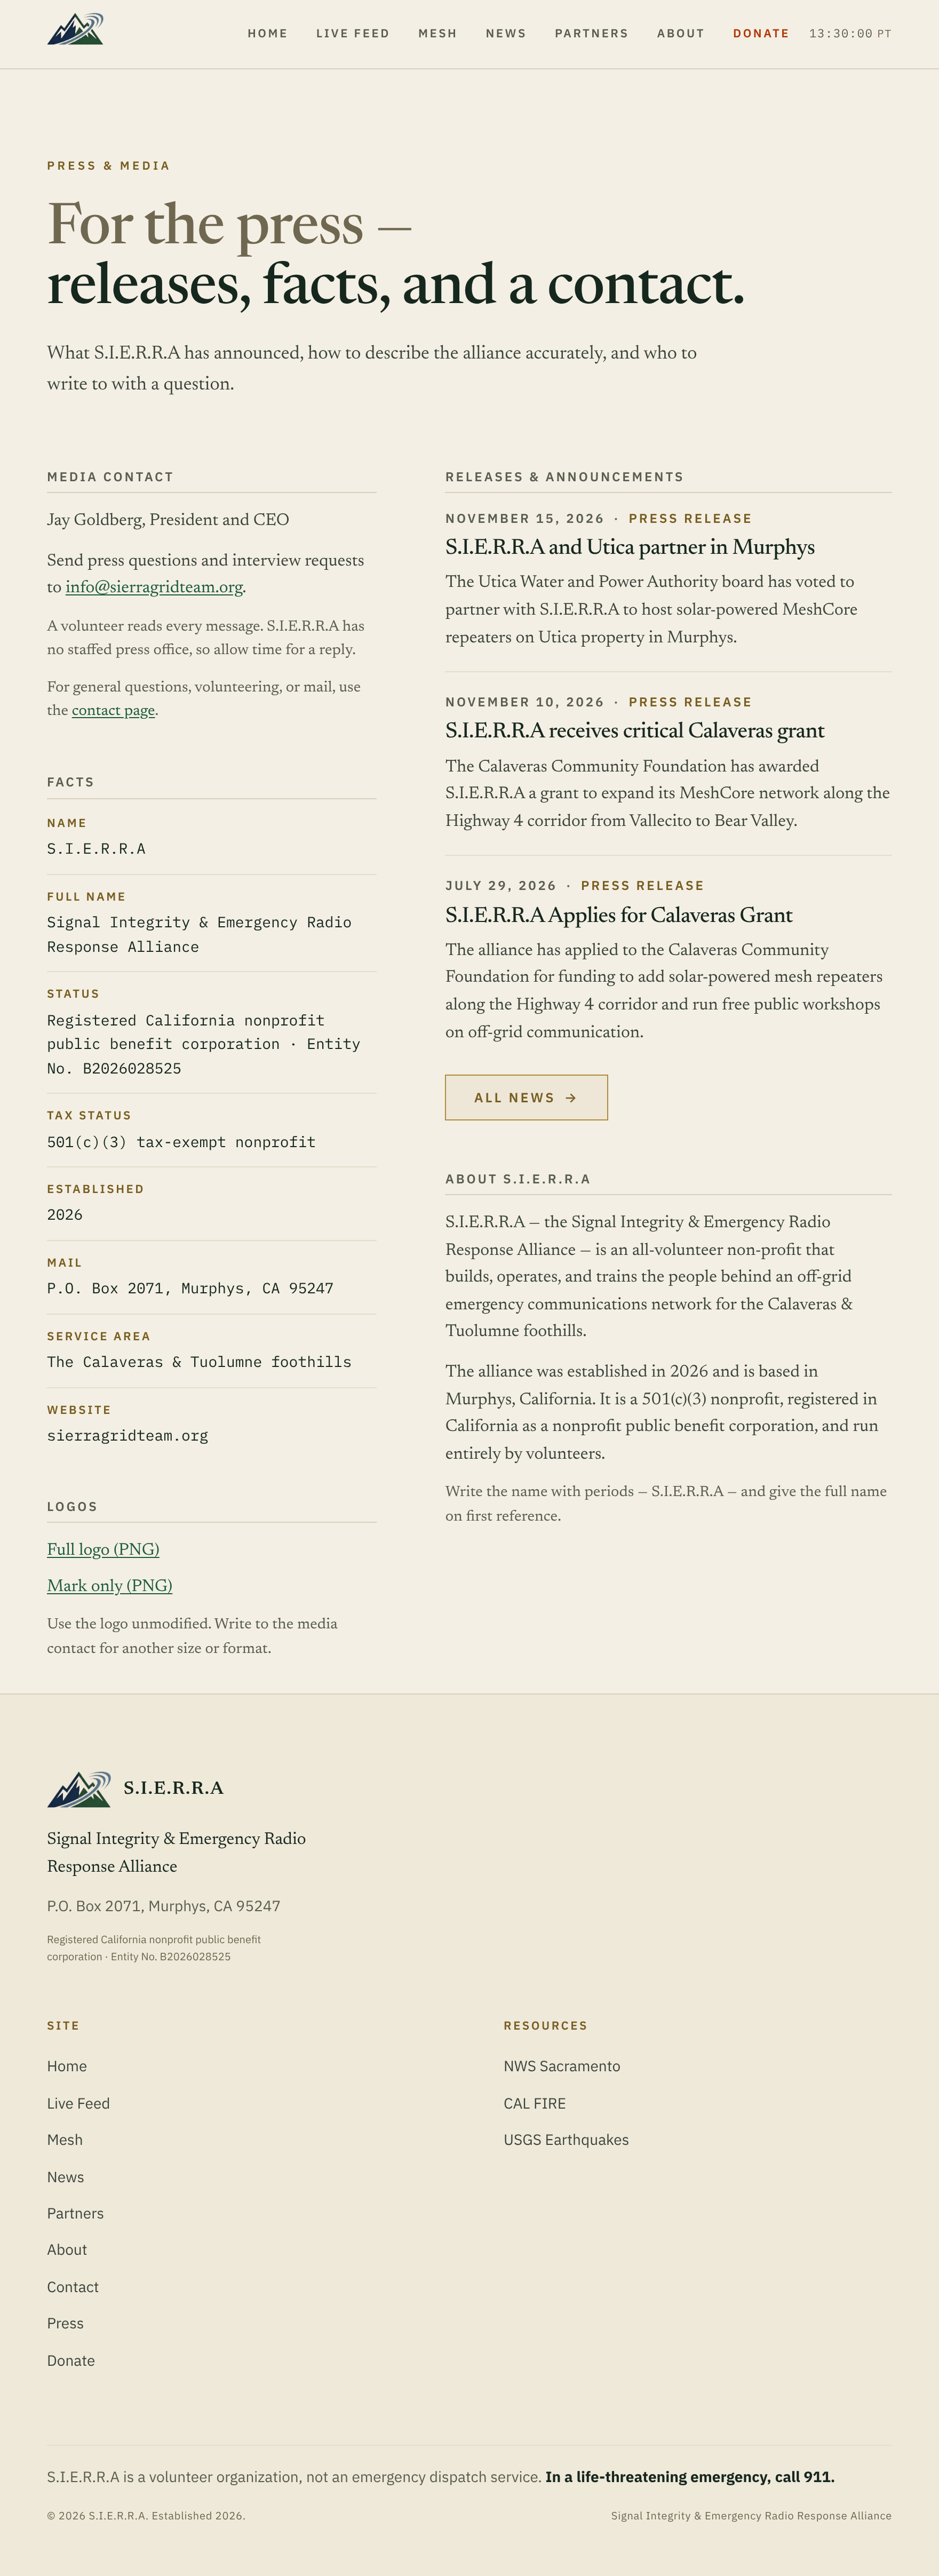 HOME LIVE FEED MESH NEWS PARTNERS ABOUT DONATE 13:30:00 PT
PRESS & MEDIA
For the press —
releases, facts, and a contact.
What S.I.E.R.R.A has announced, how to describe the alliance accurately, and who to
write to with a question.
MEDIA CONTACT
Jay Goldberg, President and CEO
Send press questions and interview requests
to info@sierragridteam.org.
A volunteer reads every message. S.I.E.R.R.A has
no staffed press office, so allow time for a reply.
For general questions, volunteering, or mail, use
the contact page.
FACTS
NAME
S.I.E.R.R.A
FULL NAME
Signal Integrity & Emergency Radio
Response Alliance
STATUS
Registered California nonprofit
public benefit corporation · Entity
No. B2026028525
TAX STATUS
501(c)(3) tax-exempt nonprofit
ESTABLISHED
2026
MAIL
P.O. Box 2071, Murphys, CA 95247
SERVICE AREA
The Calaveras & Tuolumne foothills
WEBSITE
sierragridteam.org
LOGOS
Full logo (PNG)
Mark only (PNG)
Use the logo unmodified. Write to the media
contact for another size or format.
RELEASES & ANNOUNCEMENTS
NOVEMBER 15, 2026 · PRESS RELEASE
S.I.E.R.R.A and Utica partner in Murphys
The Utica Water and Power Authority board has voted to
partner with S.I.E.R.R.A to host solar-powered MeshCore
repeaters on Utica property in Murphys.
NOVEMBER 10, 2026 · PRESS RELEASE
S.I.E.R.R.A receives critical Calaveras grant
The Calaveras Community Foundation has awarded
S.I.E.R.R.A a grant to expand its MeshCore network along the
Highway 4 corridor from Vallecito to Bear Valley.
JULY 29, 2026 · PRESS RELEASE
S.I.E.R.R.A Applies for Calaveras Grant
The alliance has applied to the Calaveras Community
Foundation for funding to add solar-powered mesh repeaters
along the Highway 4 corridor and run free public workshops
on off-grid communication.
ALL NEWS →
ABOUT S.I.E.R.R.A
S.I.E.R.R.A — the Signal Integrity & Emergency Radio
Response Alliance — is an all-volunteer non-profit that
builds, operates, and trains the people behind an off-grid
emergency communications network for the Calaveras &
Tuolumne foothills.
The alliance was established in 2026 and is based in
Murphys, California. It is a 501(c)(3) nonprofit, registered in
California as a nonprofit public benefit corporation, and run
entirely by volunteers.
Write the name with periods — S.I.E.R.R.A — and give the full name
on first reference.
S.I.E.R.R.A
Signal Integrity & Emergency Radio
Response Alliance
P.O. Box 2071, Murphys, CA 95247
Registered California nonprofit public benefit
corporation · Entity No. B2026028525
SITE
Home
Live Feed
Mesh
News
Partners
About
Contact
Press
Donate
RESOURCES
NWS Sacramento
CAL FIRE
USGS Earthquakes
S.I.E.R.R.A is a volunteer organization, not an emergency dispatch service. In a life-threatening emergency, call 911.
© 2026 S.I.E.R.R.A. Established 2026.
Signal Integrity & Emergency Radio Response Alliance